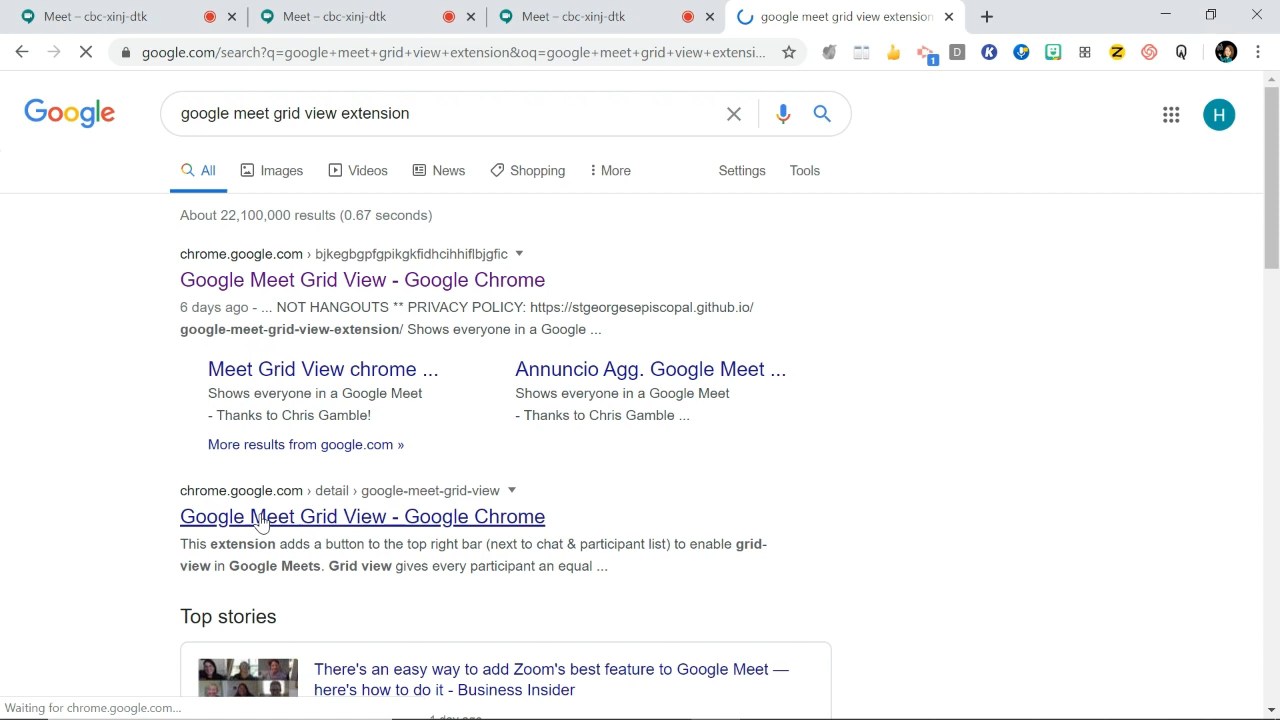 Meet – cbc-xinj-dtk
Meet – cbc-xinj-dtk
Meet – cbc-xinj-dtk
google meet grid view extension
google.com/search?q=google+meet+grid+view+extension&oq=google+meet+grid+view+extensi...
1
D
K
Z
Google
google meet grid view extension
H
All
Images
Videos
News
Shopping
More
Settings
Tools
About 22,100,000 results (0.67 seconds)
chrome.google.com › bjkegbgpfgpikgkfidhcihhiflbjgfic
Google Meet Grid View - Google Chrome
6 days ago - ... NOT HANGOUTS ** PRIVACY POLICY: https://stgeorgesepiscopal.github.io/
google-meet-grid-view-extension/ Shows everyone in a Google ...
Meet Grid View chrome ...
Shows everyone in a Google Meet
- Thanks to Chris Gamble!
Annuncio Agg. Google Meet ...
Shows everyone in a Google Meet
- Thanks to Chris Gamble ...
More results from google.com »
chrome.google.com › detail › google-meet-grid-view
Google Meet Grid View - Google Chrome
This extension adds a button to the top right bar (next to chat & participant list) to enable grid-
view in Google Meets. Grid view gives every participant an equal ...
Top stories
There's an easy way to add Zoom's best feature to Google Meet —
here's how to do it - Business Insider
1 day ago
Waiting for chrome.google.com...